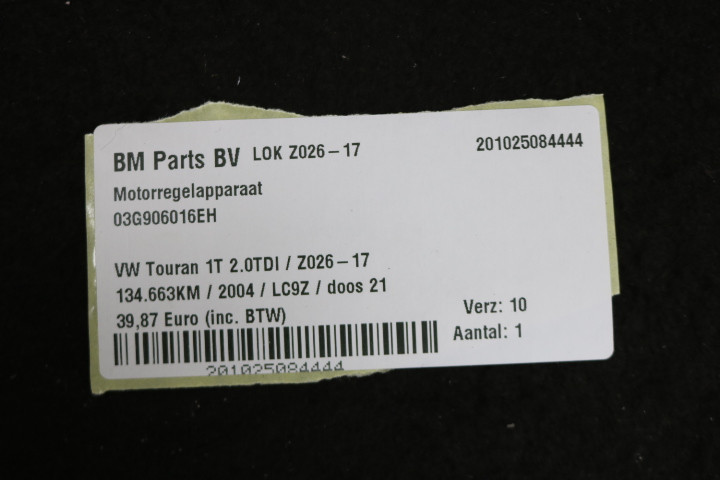 BM Parts BV LOK Z026-17
201025084444
Motorregelapparaat
03G906016EH
VW Touran 1T 2.0TDI / Z026-17
134.663KM / 2004 / LC9Z / doos 21
39,87 Euro (inc. BTW)
Verz: 10
Aantal: 1
201025084444